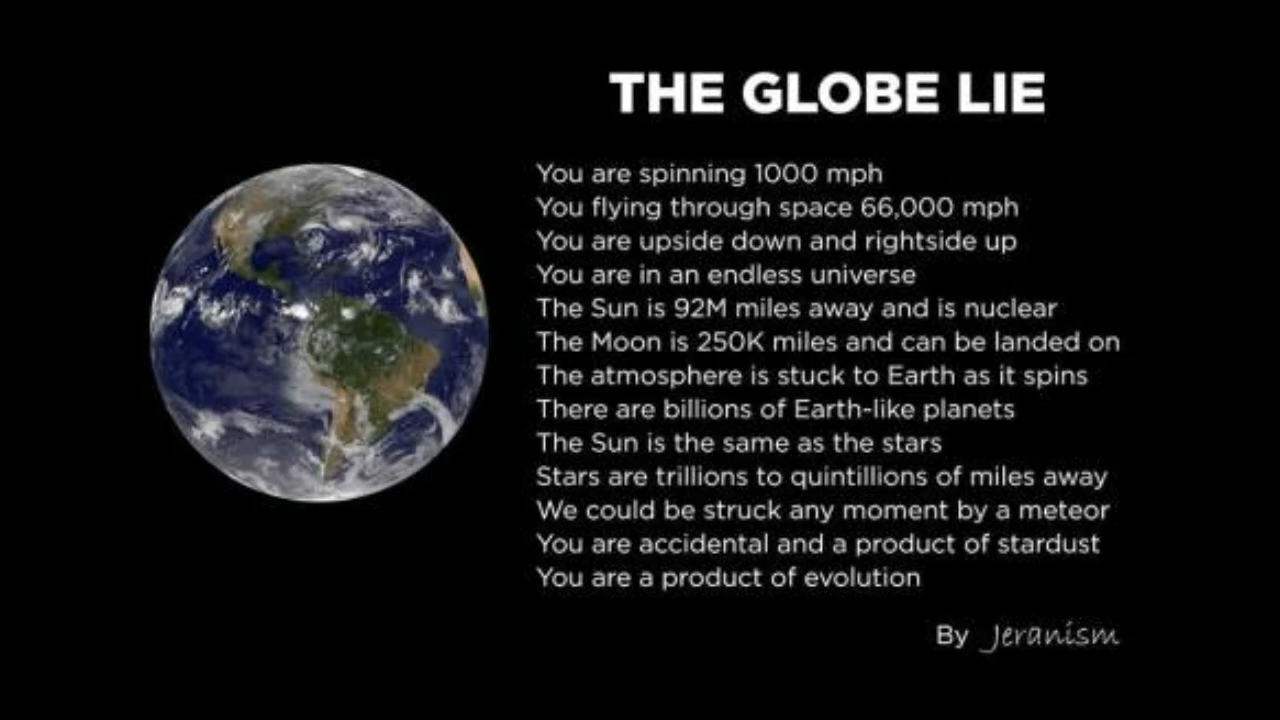 THE GLOBE LIE
You are spinning 1000 mph
You flying through space 66,000 mph
You are upside down and rightside up
You are in an endless universe
The Sun is 92M miles away and is nuclear
The Moon is 250K miles and can be landed on
The atmosphere is stuck to Earth as it spins
There are billions of Earth-like planets
The Sun is the same as the stars
Stars are trillions to quintillions of miles away
We could be struck any moment by a meteor
You are accidental and a product of stardust
You are a product of evolution
By Jeranism